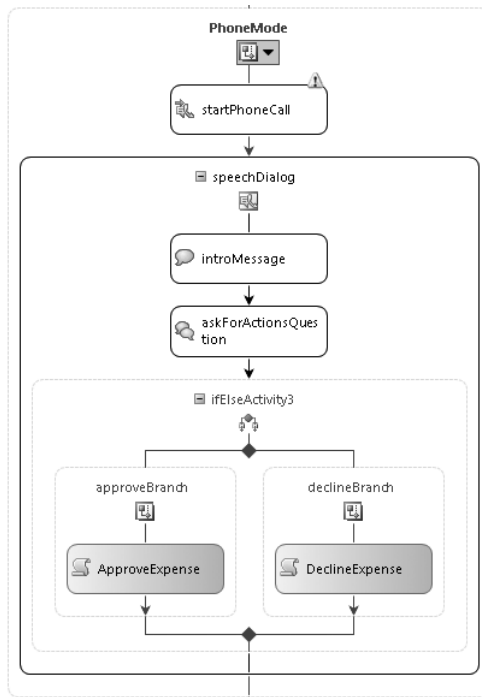 PhoneMode
startPhoneCall
speechDialog
introMessage
askForActionsQues
tion
ifElseActivity3
approveBranch
declineBranch
ApproveExpense
DeclineExpense